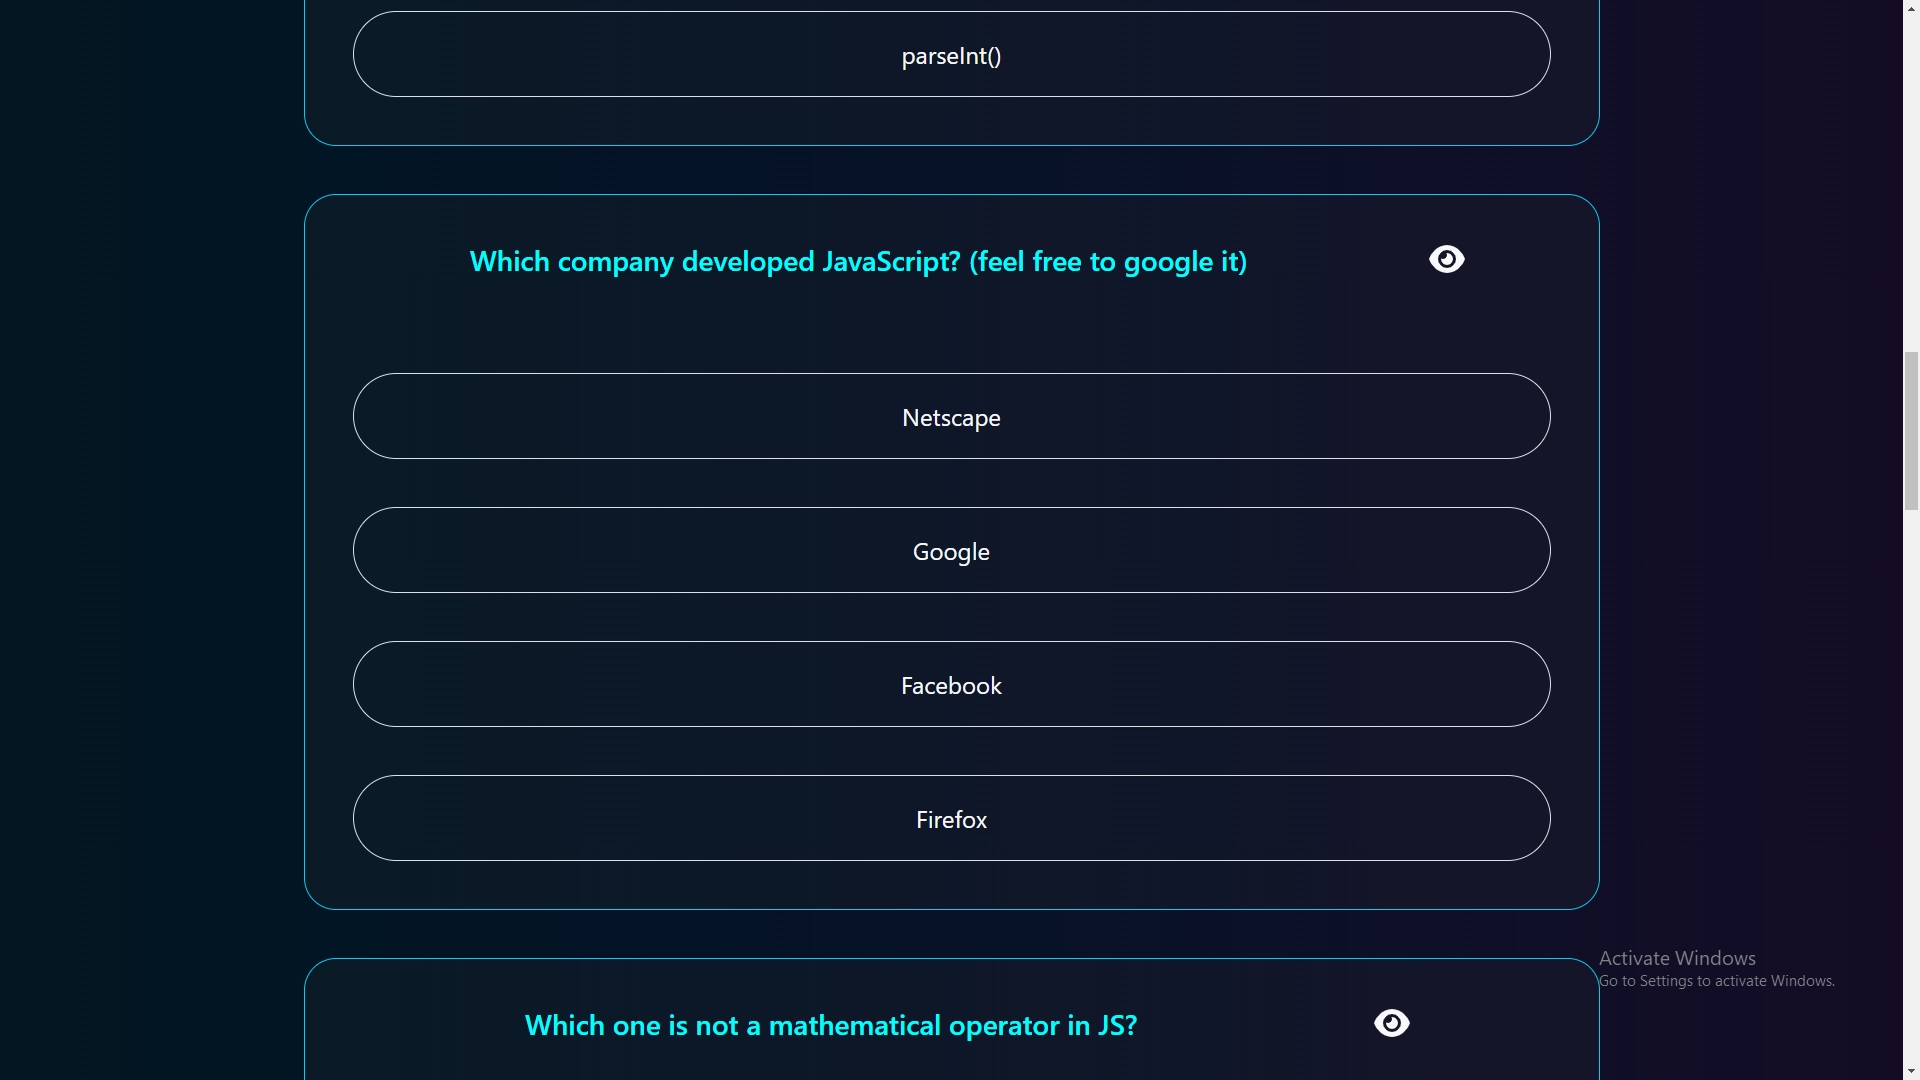 parseInt()
Which company developed JavaScript? (feel free to google it)
Netscape
Google
Facebook
Firefox
Activate Windows
Go to Settings to activate Windows.
Which one is not a mathematical operator in JS?